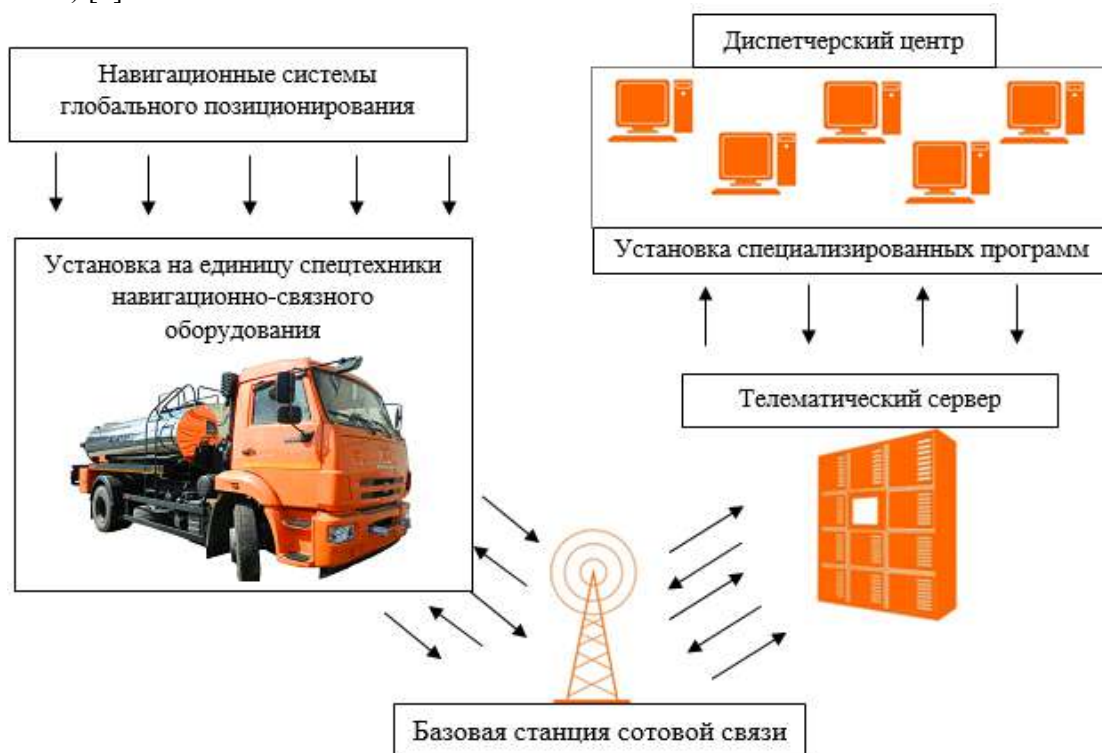 Навигационные системы
глобального позиционирования
Диспетчерский центр
Установка специализированных программ
Установка на единицу спецтехники
навигационно-связного
оборудования
Телематический сервер
Базовая станция сотовой связи